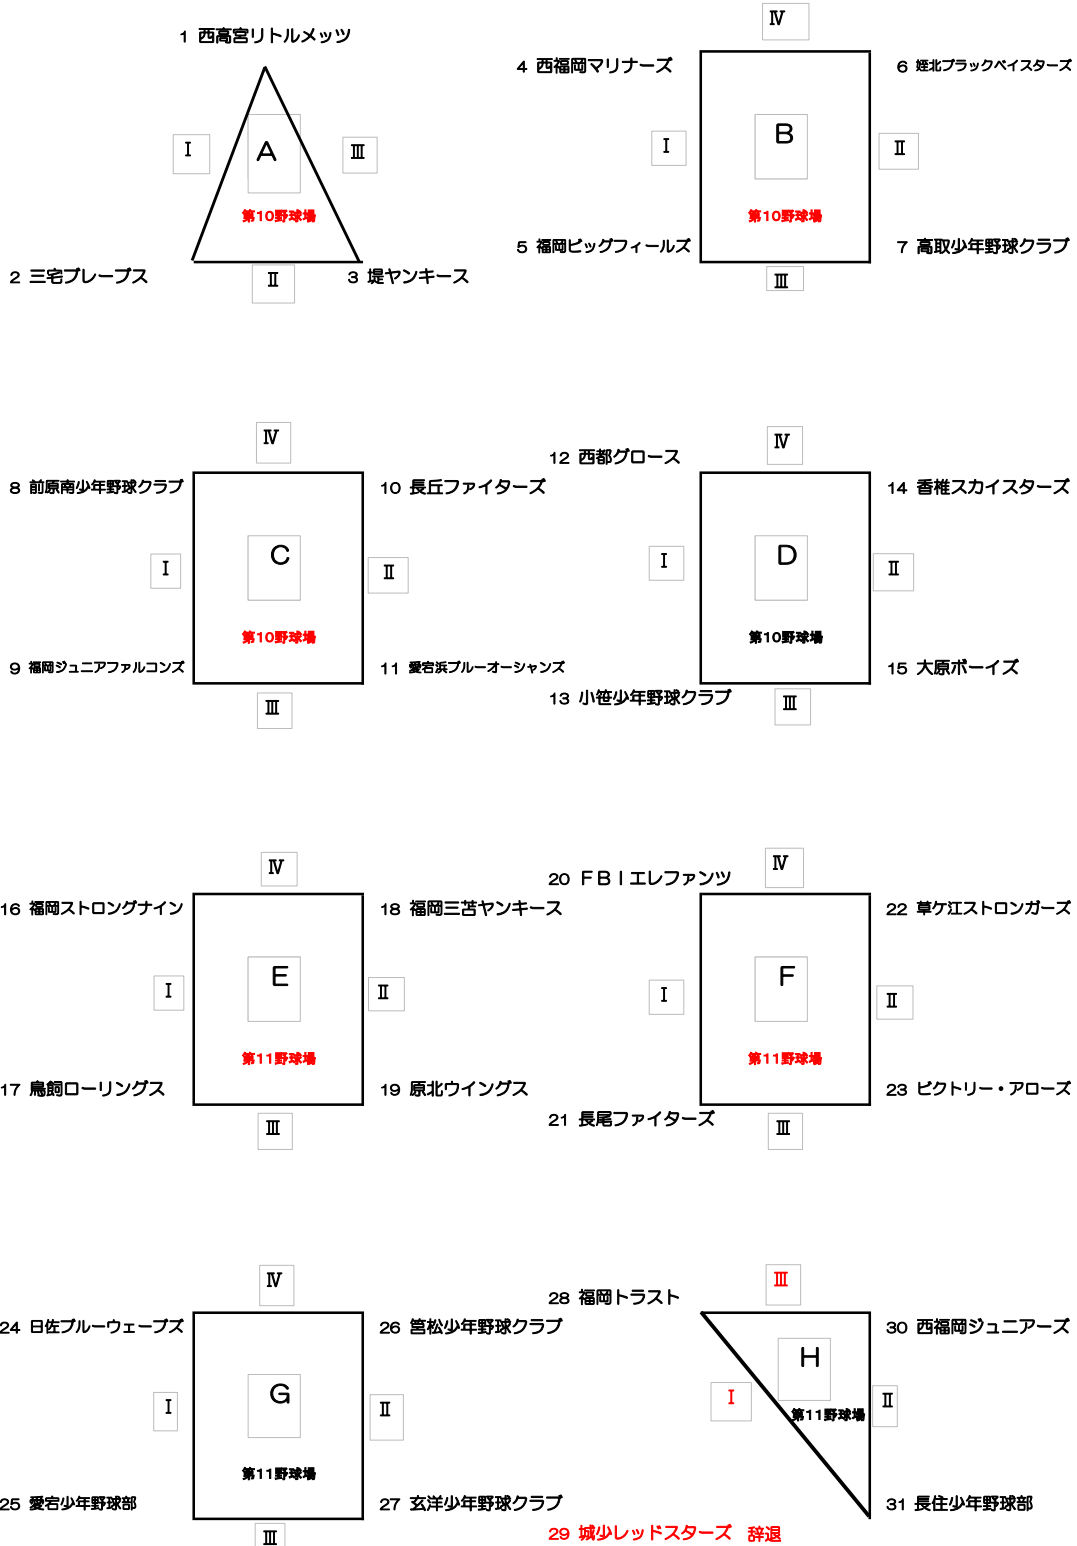 1 西高宮リトルメッツ
Ⅰ
A
Ⅲ
第10野球場
2 三宅ブレーブス
Ⅱ
3 堤ヤンキース
Ⅳ
4 西福岡マリナーズ
6 姪北ブラックベイスターズ
Ⅰ
B
Ⅱ
第10野球場
5 福岡ビッグフィールズ
7 高取少年野球クラブ
Ⅲ
Ⅳ
8 前原南少年野球クラブ
10 長丘ファイターズ
Ⅰ
C
Ⅱ
第10野球場
9 福岡ジュニアファルコンズ
11 愛宕浜ブルーオーシャンズ
Ⅲ
12 西都グロース
Ⅳ
14 香椎スカイスターズ
Ⅰ
D
Ⅱ
第10野球場
15 大原ボーイズ
13 小笹少年野球クラブ
Ⅲ
Ⅳ
16 福岡ストロングナイン
18 福岡三苫ヤンキース
Ⅰ
E
Ⅱ
第11野球場
17 鳥飼ローリングス
19 原北ウイングス
Ⅲ
20 ＦＢＩエレファンツ
Ⅳ
22 草ケ江ストロンガーズ
Ⅰ
F
Ⅱ
第11野球場
23 ビクトリー・アローズ
21 長尾ファイターズ
Ⅲ
Ⅳ
24 日佐ブルーウェーブズ
26 筥松少年野球クラブ
Ⅰ
G
Ⅱ
第11野球場
25 愛宕少年野球部
27 玄洋少年野球クラブ
Ⅲ
28 福岡トラスト
Ⅲ
30 西福岡ジュニアーズ
H
Ⅰ
Ⅱ
第11野球場
31 長住少年野球部
29 城少レッドスターズ 辞退